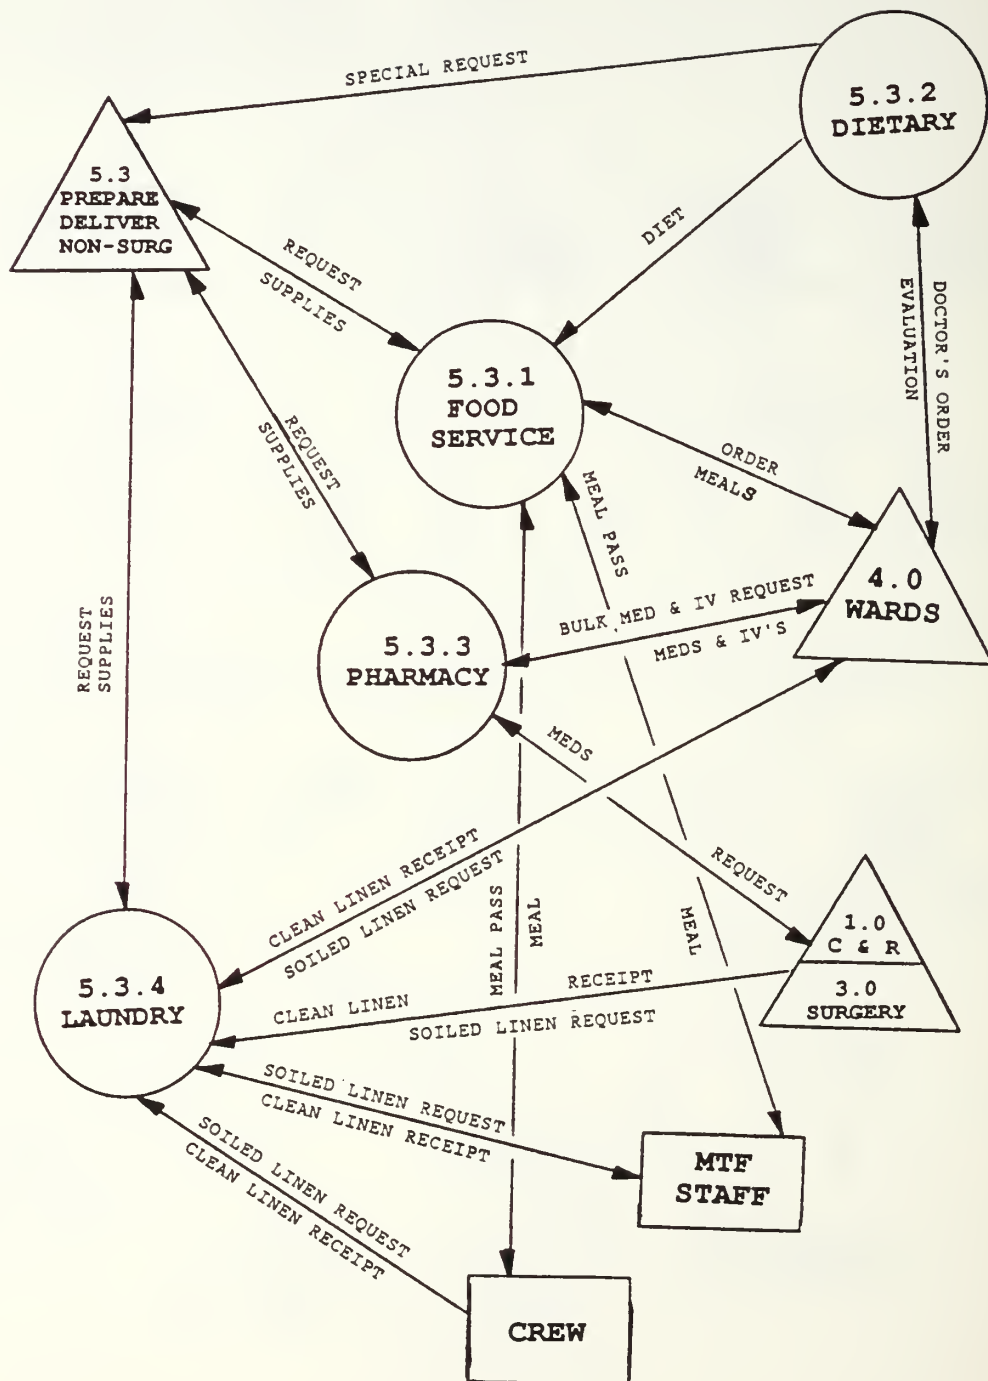 SPECIAL REQUEST
5.3.2
DIETARY
5.3
PREPARE
DELIVER
NON-SURG
DIET
REQUEST
SUPPLIES
DOCTOR'S ORDER
EVALUATION
5.3.1
FOOD
SERVICE
REQUEST
SUPPLIES
ORDER
MEALS
MEAL PASS
4.0
WARDS
BULK MED & IV REQUEST
MEDS & IV'S
5.3.3
PHARMACY
REQUEST
SUPPLIES
MEDS
REQUEST
CLEAN LINEN RECEIPT
SOILED LINEN REQUEST
MEAL PASS
MEAL
MEAL
1.0
C & R
3.0
SURGERY
5.3.4
LAUNDRY
CLEAN LINEN RECEIPT
SOILED LINEN REQUEST
SOILED LINEN REQUEST
CLEAN LINEN RECEIPT
SOILED LINEN REQUEST
CLEAN LINEN RECEIPT
MTF
STAFF
CREW